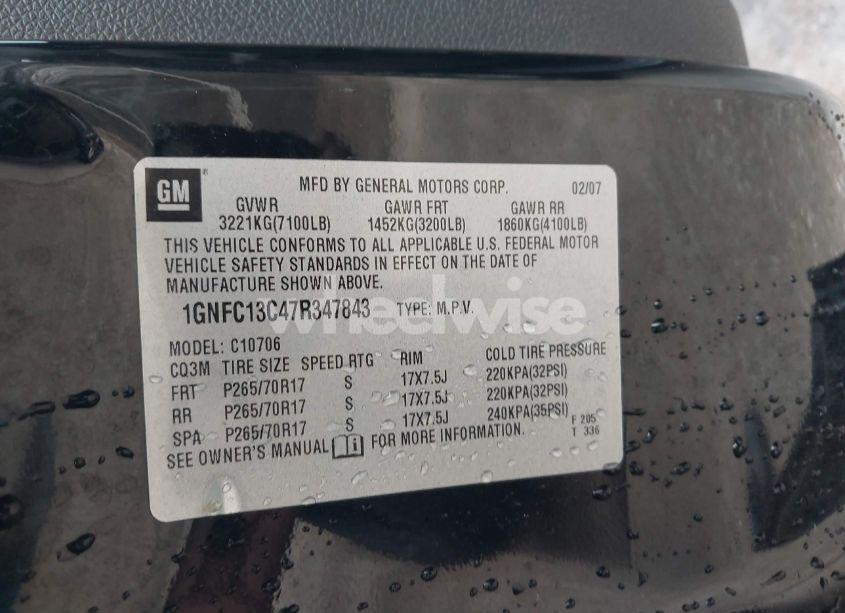 GM
MFD BY GENERAL MOTORS CORP. 02/07
GVWR GAWR FRT GAWR RR
3221KG(7100LB) 1452KG(3200LB) 1860KG(4100LB)
THIS VEHICLE CONFORMS TO ALL APPLICABLE U.S. FEDERAL MOTOR
VEHICLE SAFETY STANDARDS IN EFFECT ON THE DATE OF
MANUFACTURE SHOWN ABOVE.
1GNFC13C47R347843 TYPE: M.P.V.
wheelwise
MODEL: C10706
CQ3M TIRE SIZE SPEED RTG RIM COLD TIRE PRESSURE
FRT P265/70R17 S 17X7.5J 220KPA(32PSI)
RR P265/70R17 S 17X7.5J 220KPA(32PSI)
SPA P265/70R17 S 17X7.5J 240KPA(35PSI)
SEE OWNER'S MANUAL FOR MORE INFORMATION.
F 205
T 336